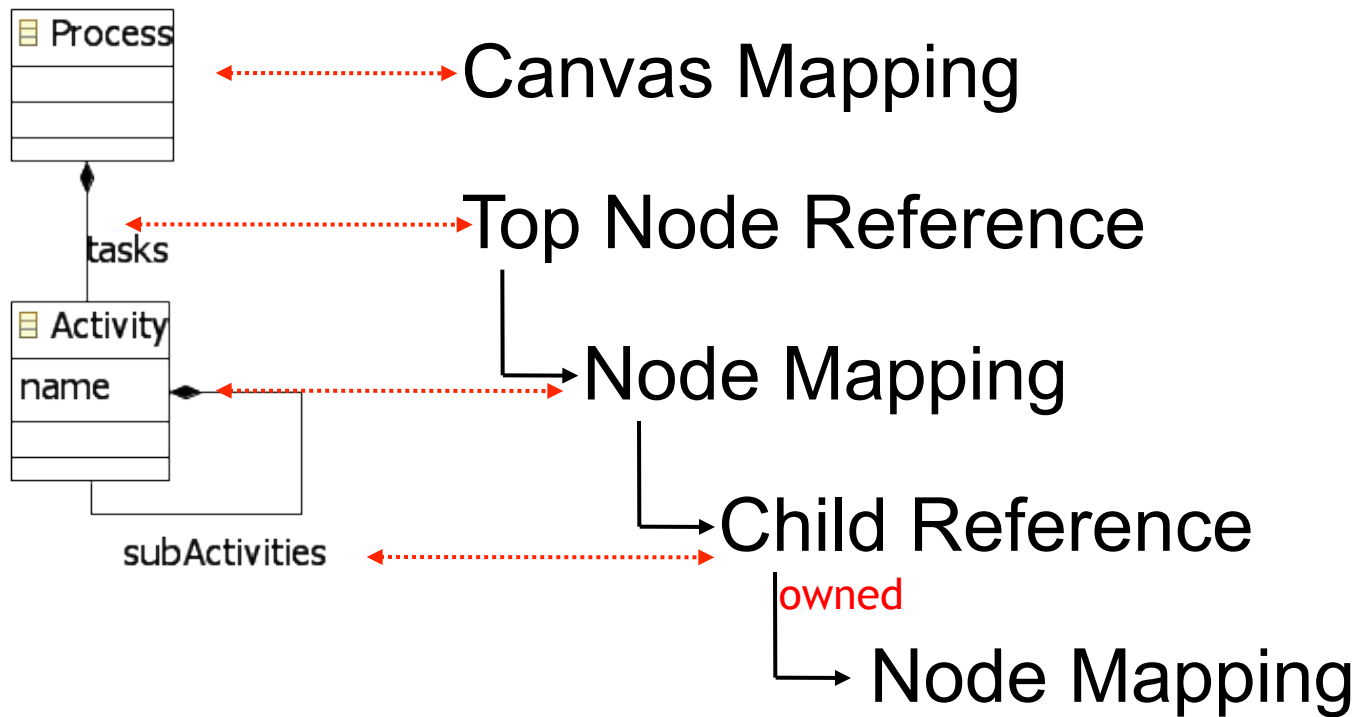 Process
Canvas Mapping
Top Node Reference
tasks
Activity
name
Node Mapping
Child Reference
subActivities
owned
Node Mapping